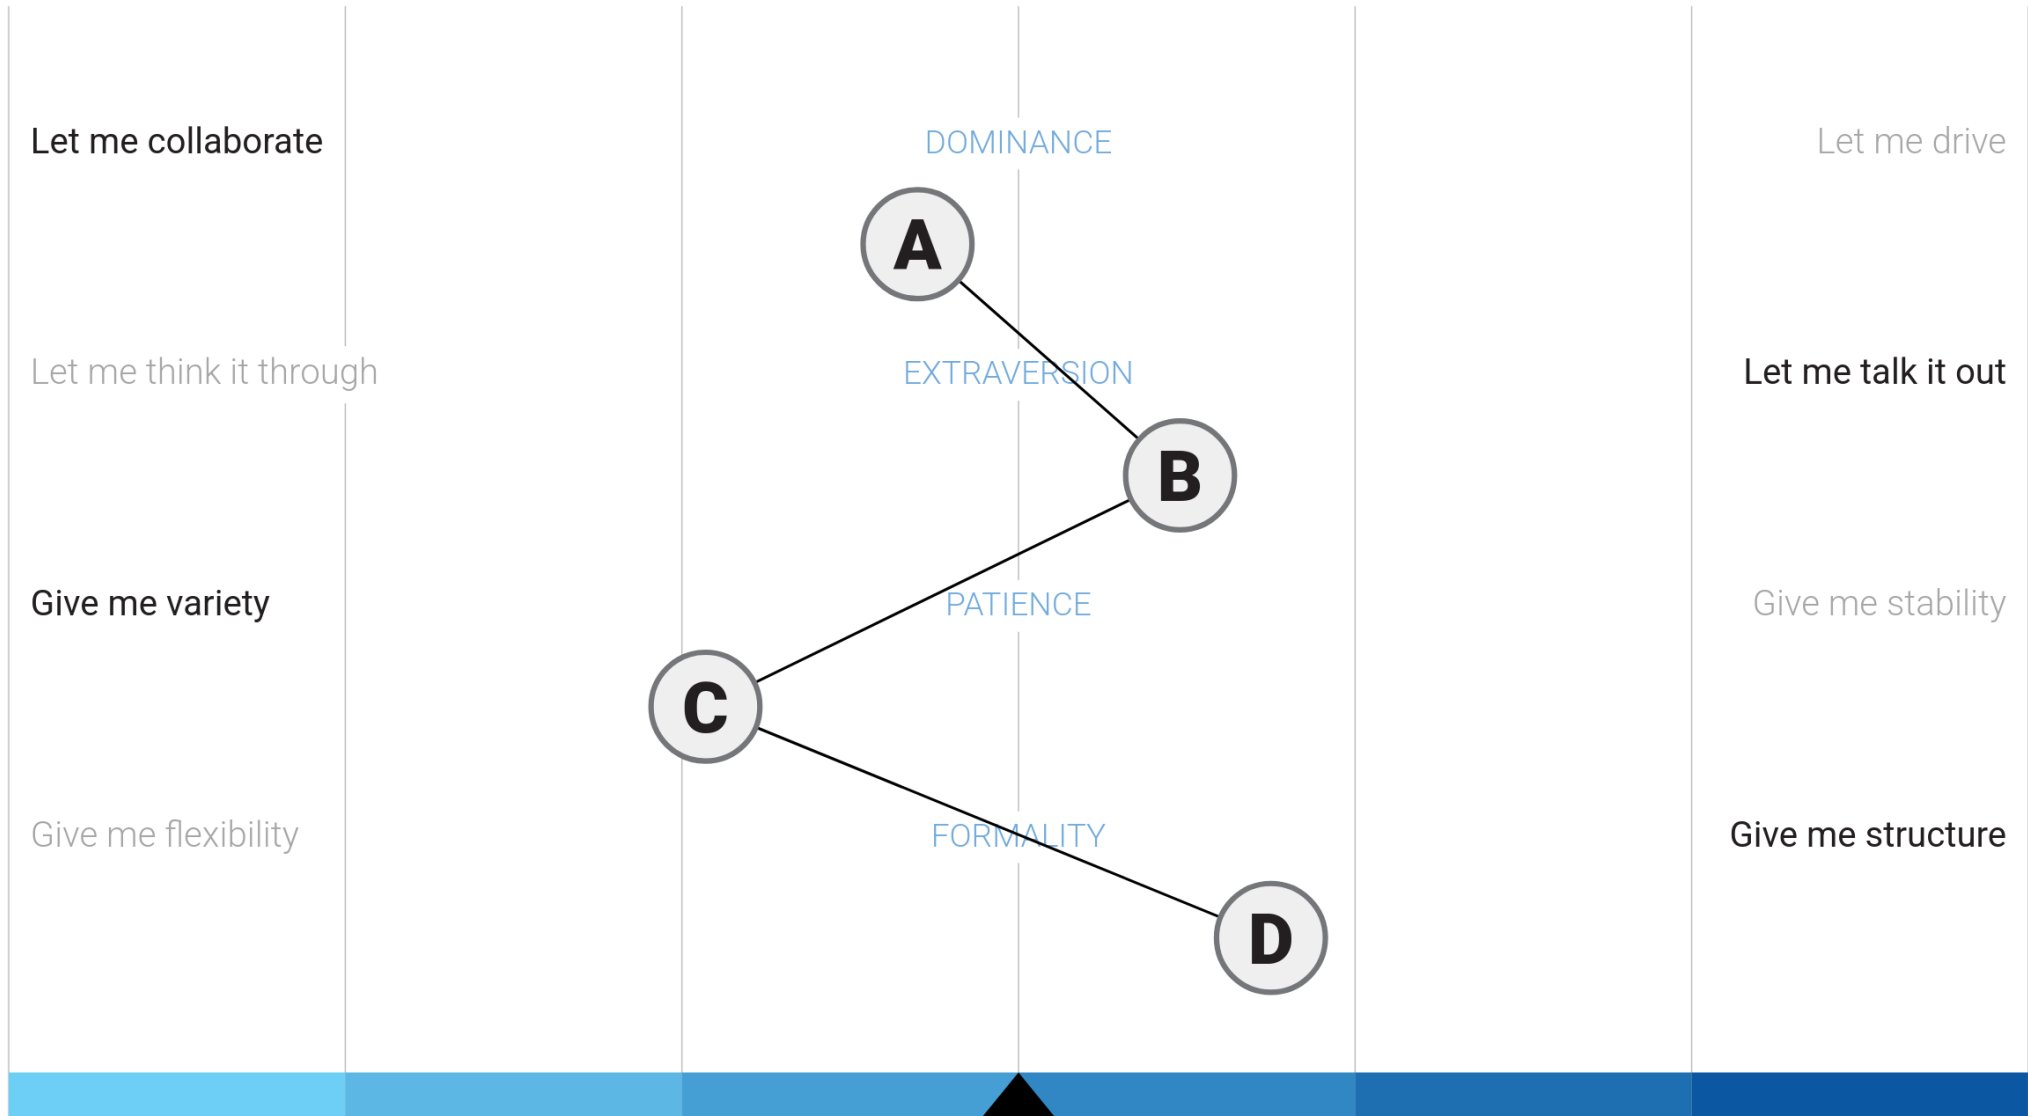 Let me collaborate
DOMINANCE
Let me drive
A
Let me think it through
EXTRAVERSION
Let me talk it out
B
Give me variety
PATIENCE
Give me stability
C
Give me flexibility
FORMALITY
Give me structure
D